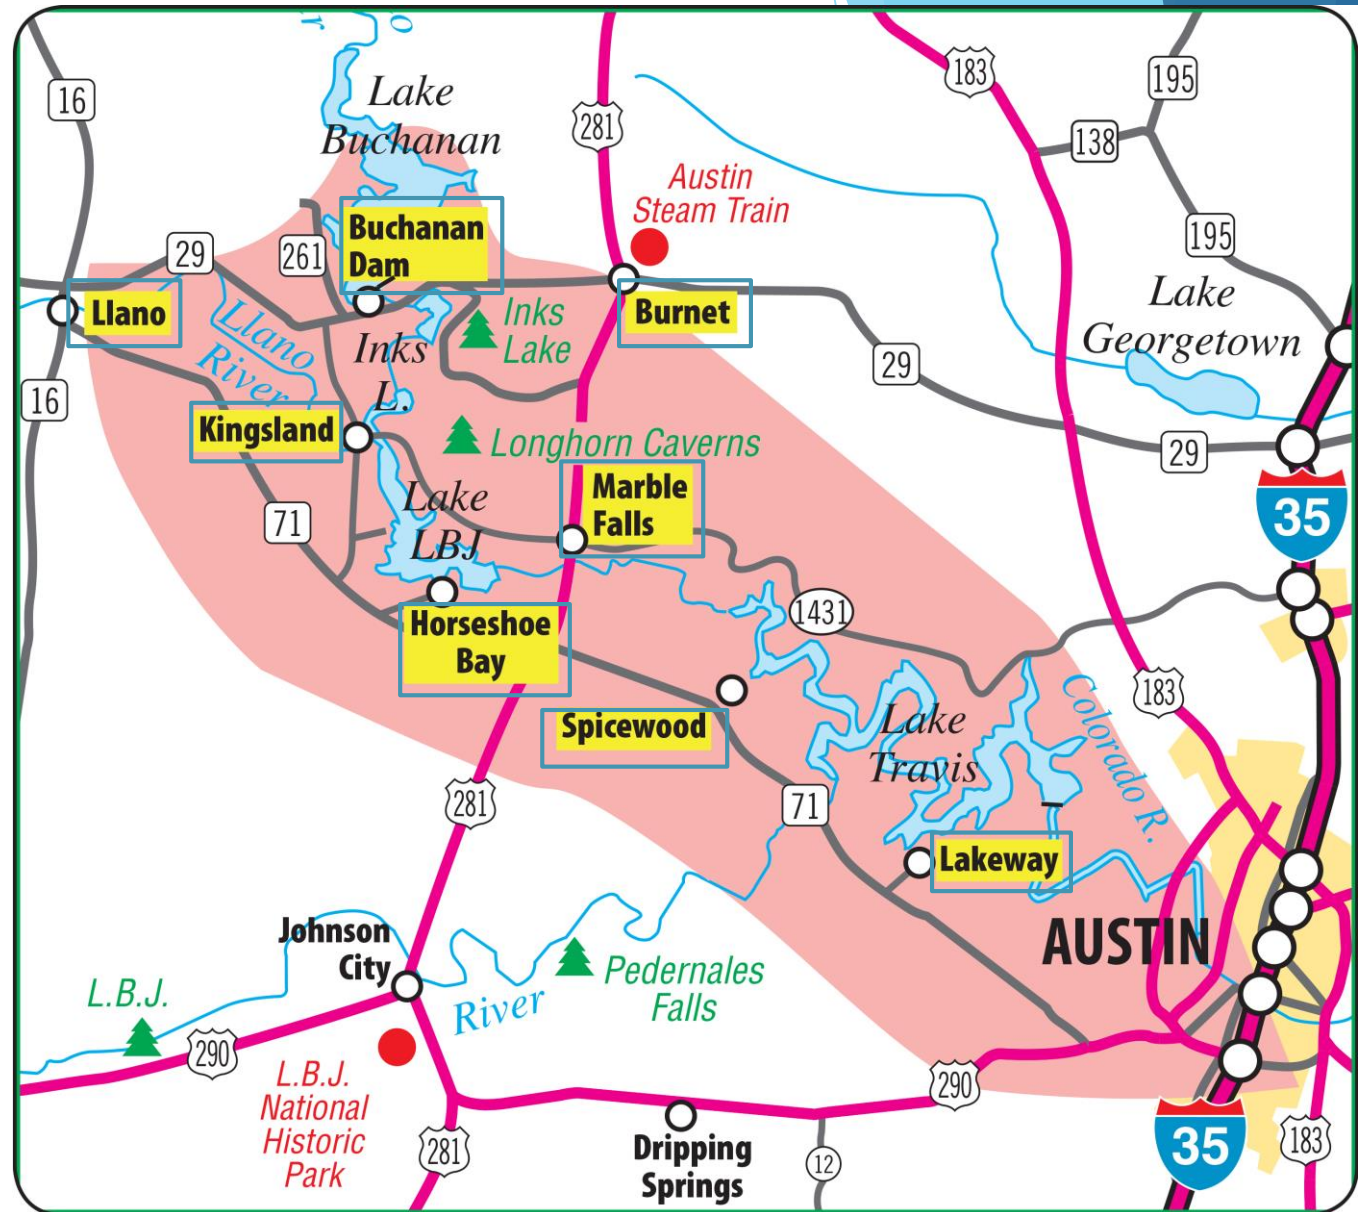 16
Lake
Buchanan
281
183
195
138
Austin
Steam Train
195
29
261
Buchanan
Dam
Llano
Burnet
Lake
Georgetown
Llano
River
Inks
L.
Inks
Lake
29
16
Kingsland
Longhorn Caverns
29
71
Lake
LBJ
Marble
Falls
35
1431
Horseshoe
Bay
Spicewood
Lake
Travis
Colorado R.
183
281
71
Lakeway
AUSTIN
Johnson
City
River
Pedernales
Falls
L.B.J.
290
L.B.J.
National
Historic
Park
290
281
Dripping
Springs
12
35
183